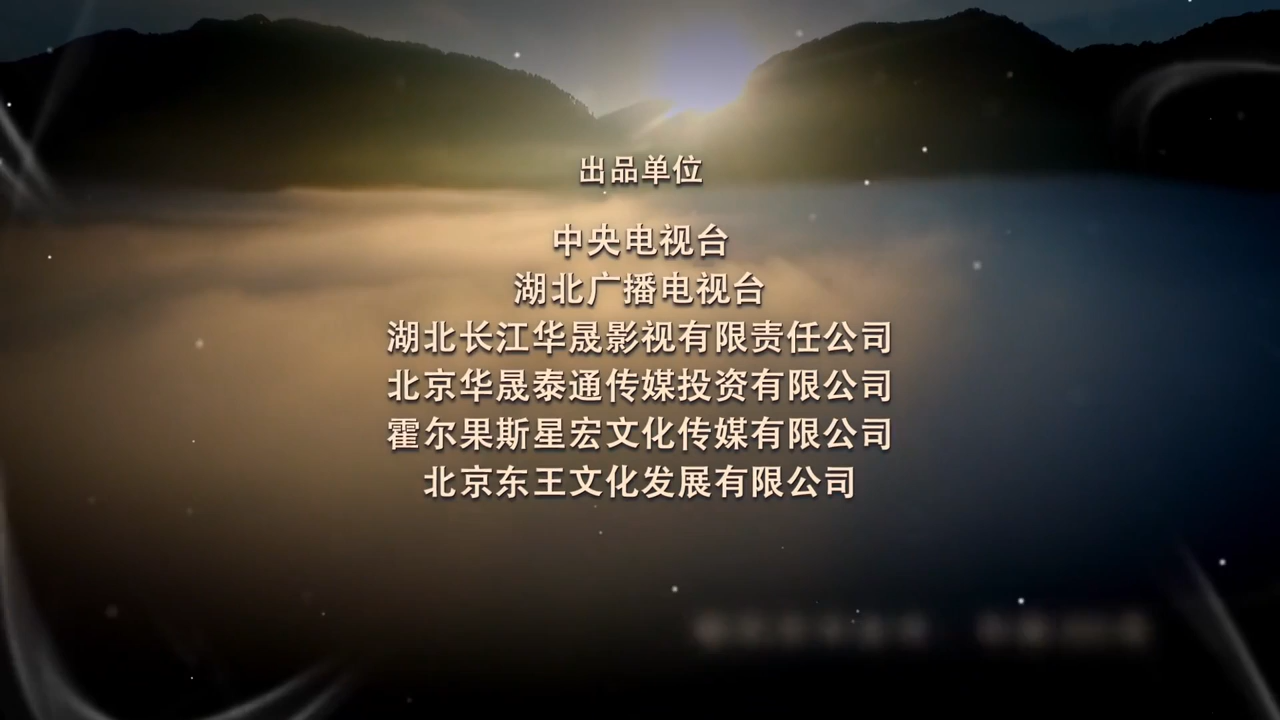 出品单位
中央电视台
湖北广播电视台
湖北长江华晟影视有限责任公司
北京华晟泰通传媒投资有限公司
霍尔果斯星宏文化传媒有限公司
北京东王文化发展有限公司